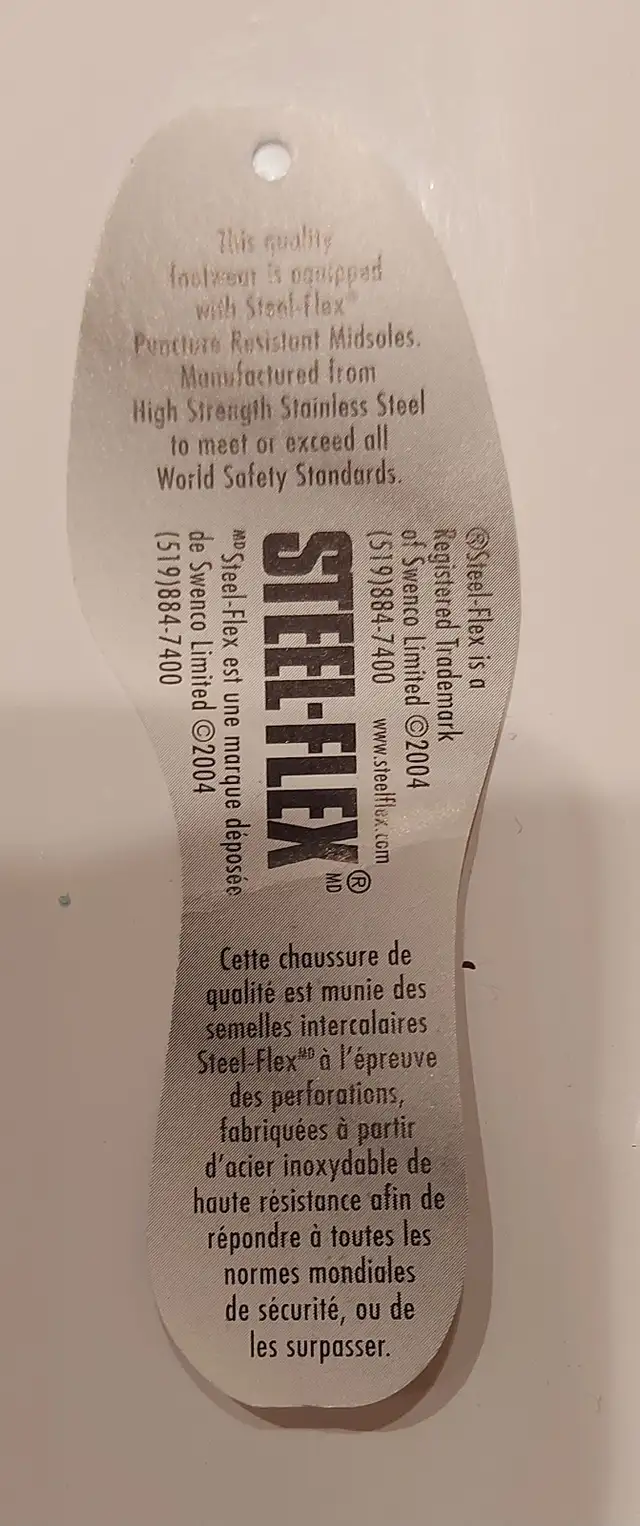 This quality
footwear is equipped
with Steel-Flex®
Puncture Resistant Midsoles.
Manufactured from
High Strength Stainless Steel
to meet or exceed all
World Safety Standards.
®Steel-Flex is a
Registered Trademark
of Swenco Limited ©2004
(519)884-7400 www.steelflex.com
STEEL-FLEX®
MD
MDSteel-Flex est une marque déposée
de Swenco Limited ©2004
(519)884-7400
Cette chaussure de
qualité est munie des
semelles intercalaires
Steel-FlexMD à l'épreuve
des perforations,
fabriquées à partir
d'acier inoxydable de
haute résistance afin de
répondre à toutes les
normes mondiales
de sécurité, ou de
les surpasser.